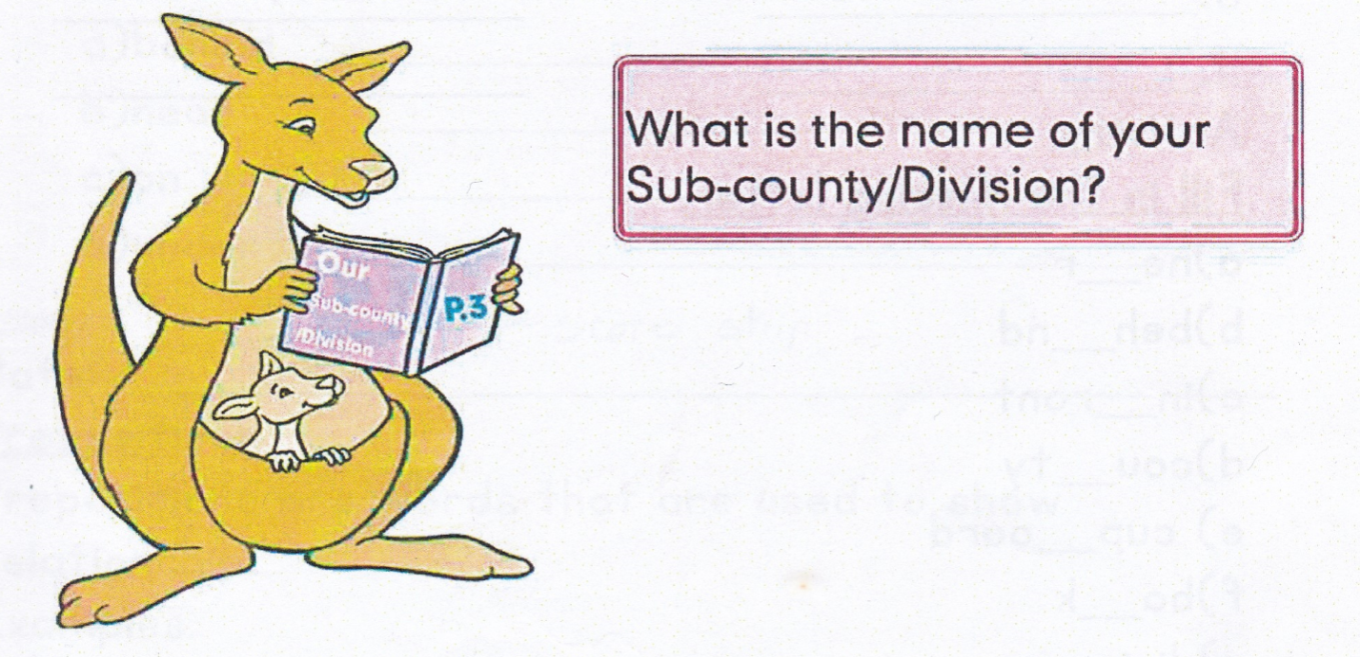 What is the name of your
Sub-county/Division?
Our
Sub-county
/Division
P.3